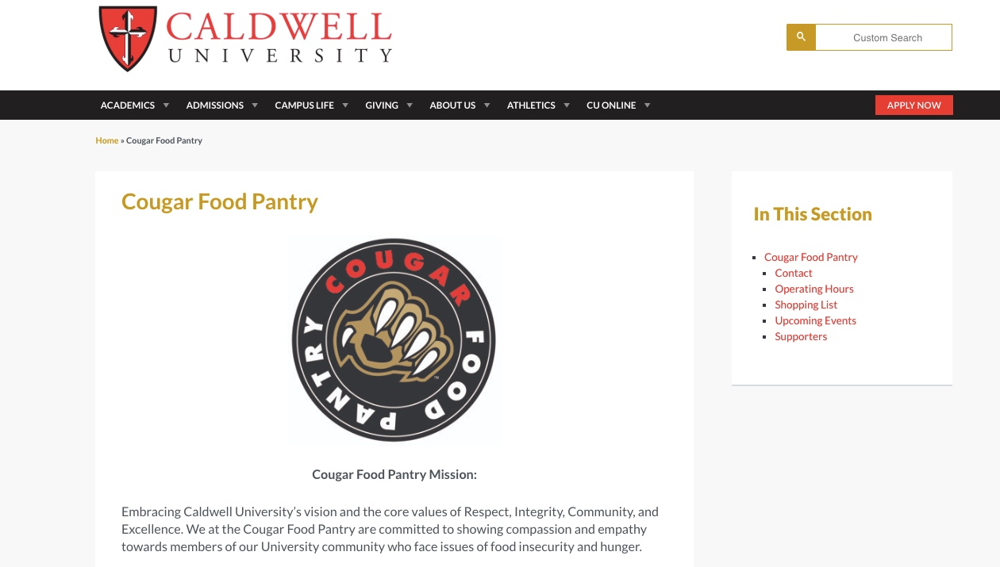 CALDWELL
UNIVERSITY
Custom Search
ACADEMICS ADMISSIONS CAMPUS LIFE GIVING ABOUT US ATHLETICS CU ONLINE APPLY NOW
Home » Cougar Food Pantry
Cougar Food Pantry
COUGAR FOOD PANTRY
™
Cougar Food Pantry Mission:
Embracing Caldwell University’s vision and the core values of Respect, Integrity, Community, and
Excellence. We at the Cougar Food Pantry are committed to showing compassion and empathy
towards members of our University community who face issues of food insecurity and hunger.
In This Section
Cougar Food Pantry
Contact
Operating Hours
Shopping List
Upcoming Events
Supporters